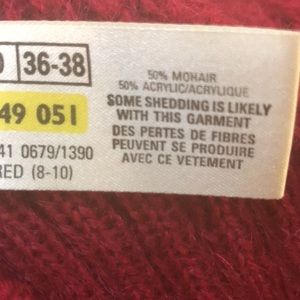 36-38
49 051
41 0679/1390
RED (8-10)
50% MOHAIR
50% ACRYLIC/ACRYLIQUE
SOME SHEDDING IS LIKELY
WITH THIS GARMENT
DES PERTES DE FIBRES
PEUVENT SE PRODUIRE
AVEC CE VETEMENT